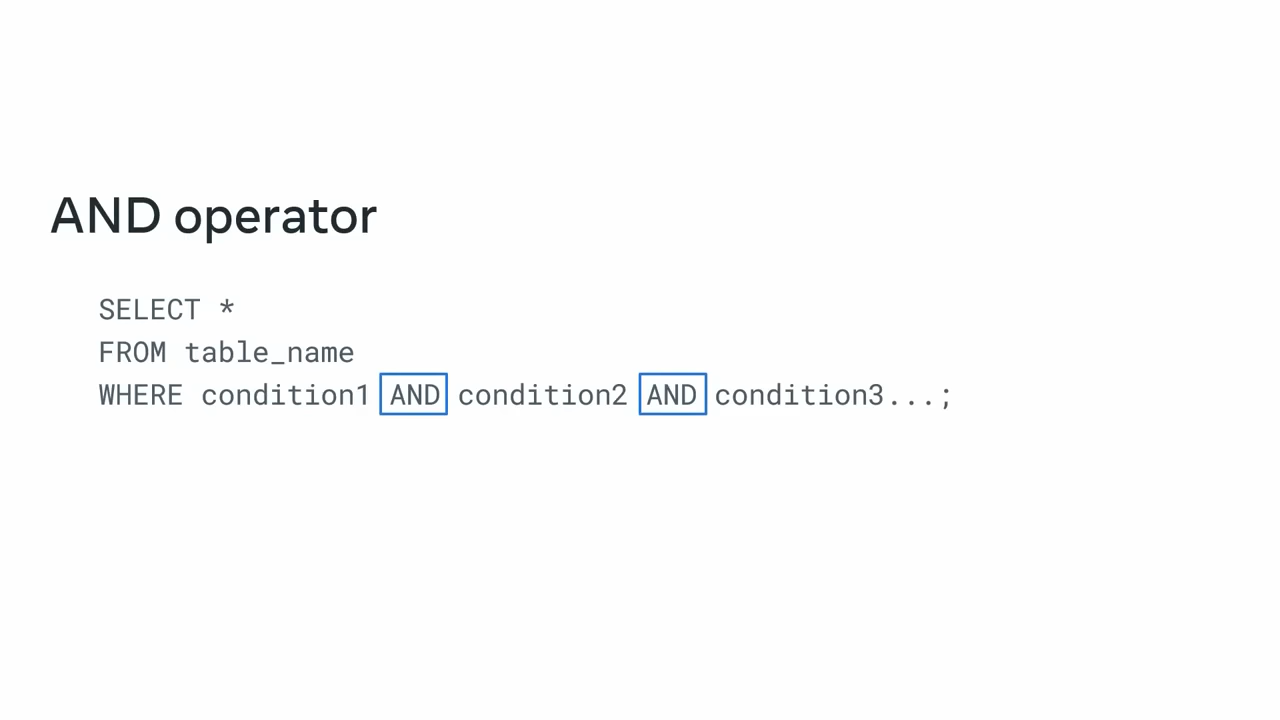 AND operator
SELECT *
FROM table_name
WHERE condition1 AND condition2 AND condition3...;